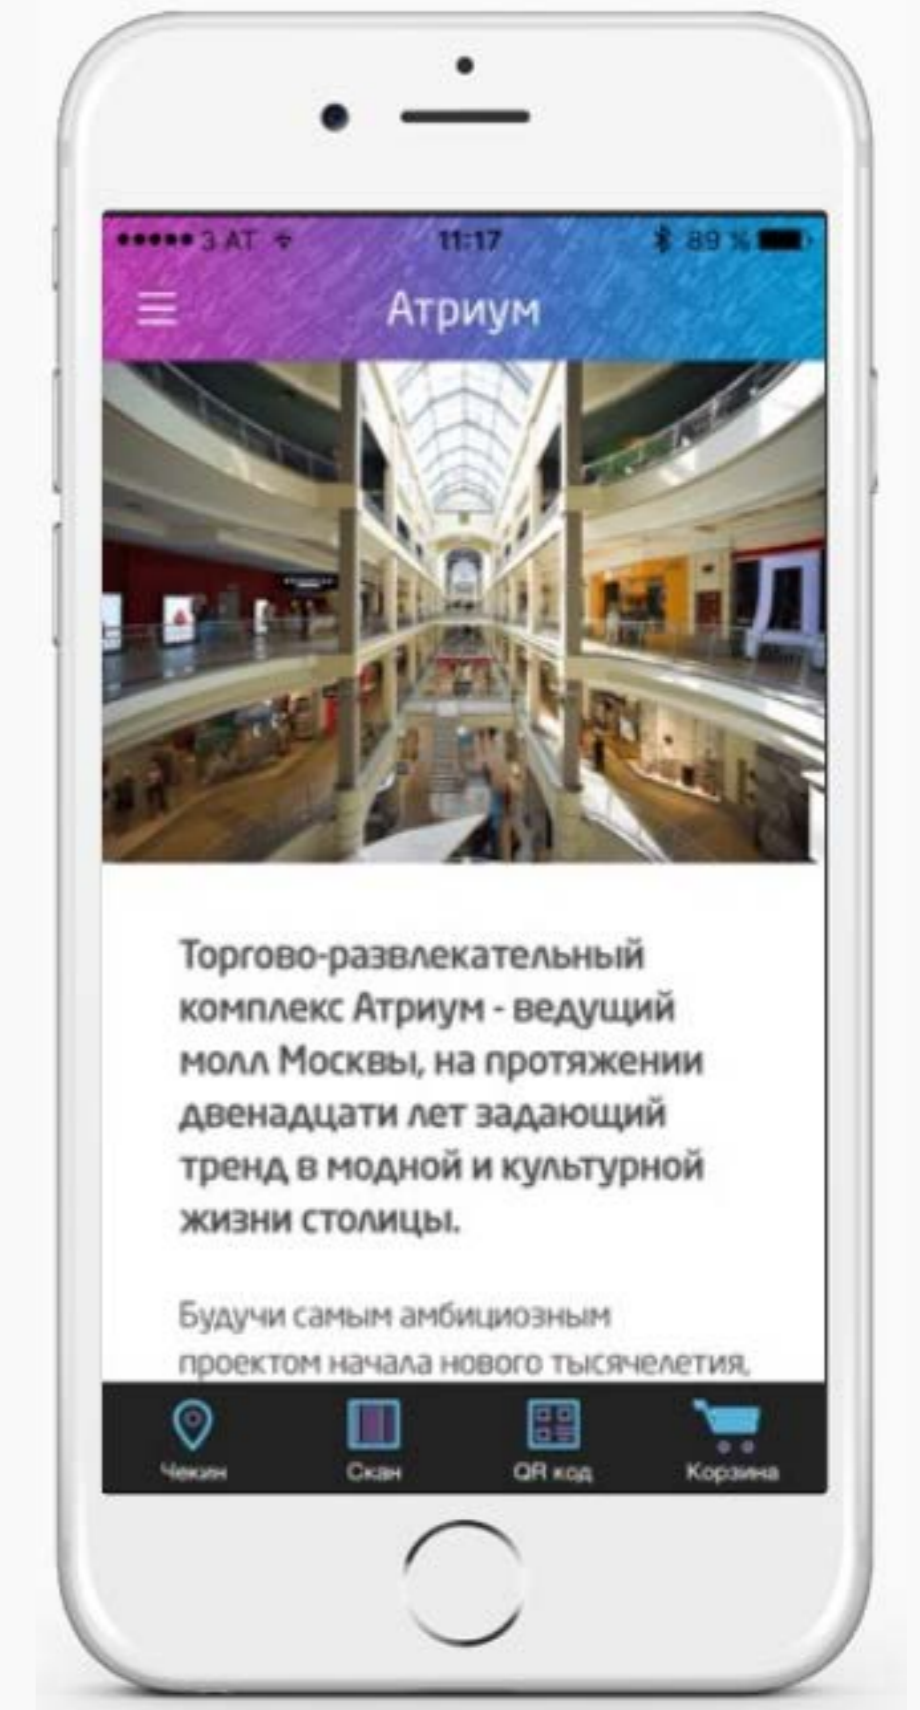 3 AT 11:17 89 %
Атриум
Торгово-развлекательный
комплекс Атриум - ведущий
молл Москвы, на протяжении
двенадцати лет задающий
тренд в модной и культурной
жизни столицы.
Будучи самым амбициозным
проектом начала нового тысячелетия,
Чекин Скан QR код Корзина